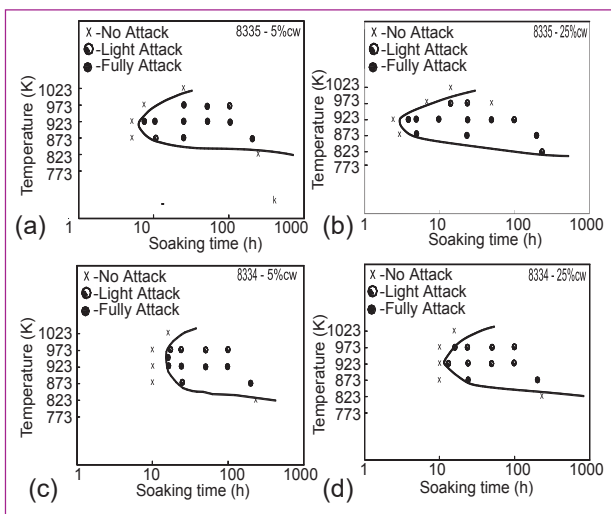 x-No Attack 8335 - 5%cw
-Light Attack
-Fully Attack
Temperature (K)
1023
973
923
873
823
773
k
(a)
1 10 100 1000
Soaking time (h)
x-No Attack 8335 - 25%cw
-Light Attack
-Fully Attack
Temperature (K)
1023
973
923
873
823
773
(b)
1 10 100 1000
Soaking time (h)
x-No Attack 8334 - 5%cw
-Light Attack
-Fully Attack
Temperature (K)
1023
973
923
873
823
773
(c)
1 10 100 1000
Soaking time (h)
x-No Attack 8334 - 25%cw
-Light Attack
-Fully Attack
Temperature (K)
1023
973
923
873
823
773
(d)
1 10 100 1000
Soaking time (h)